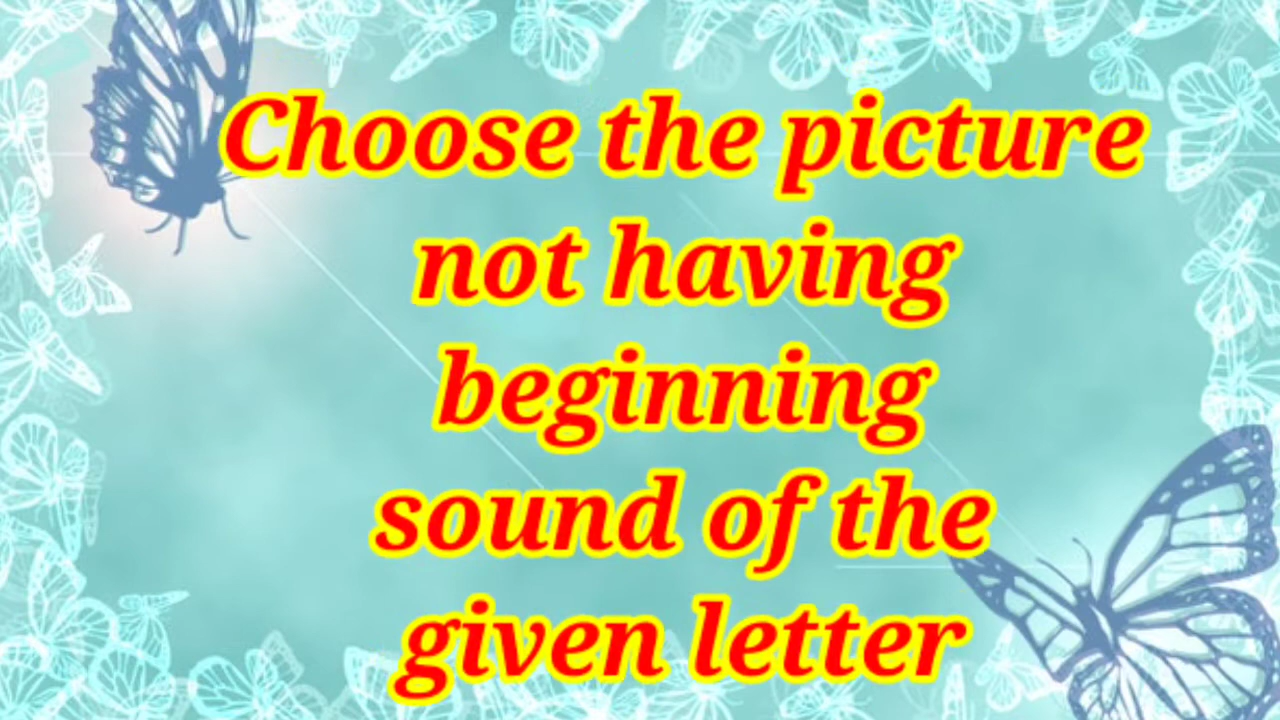 Choose the picture
not having
beginning
sound of the
given letter